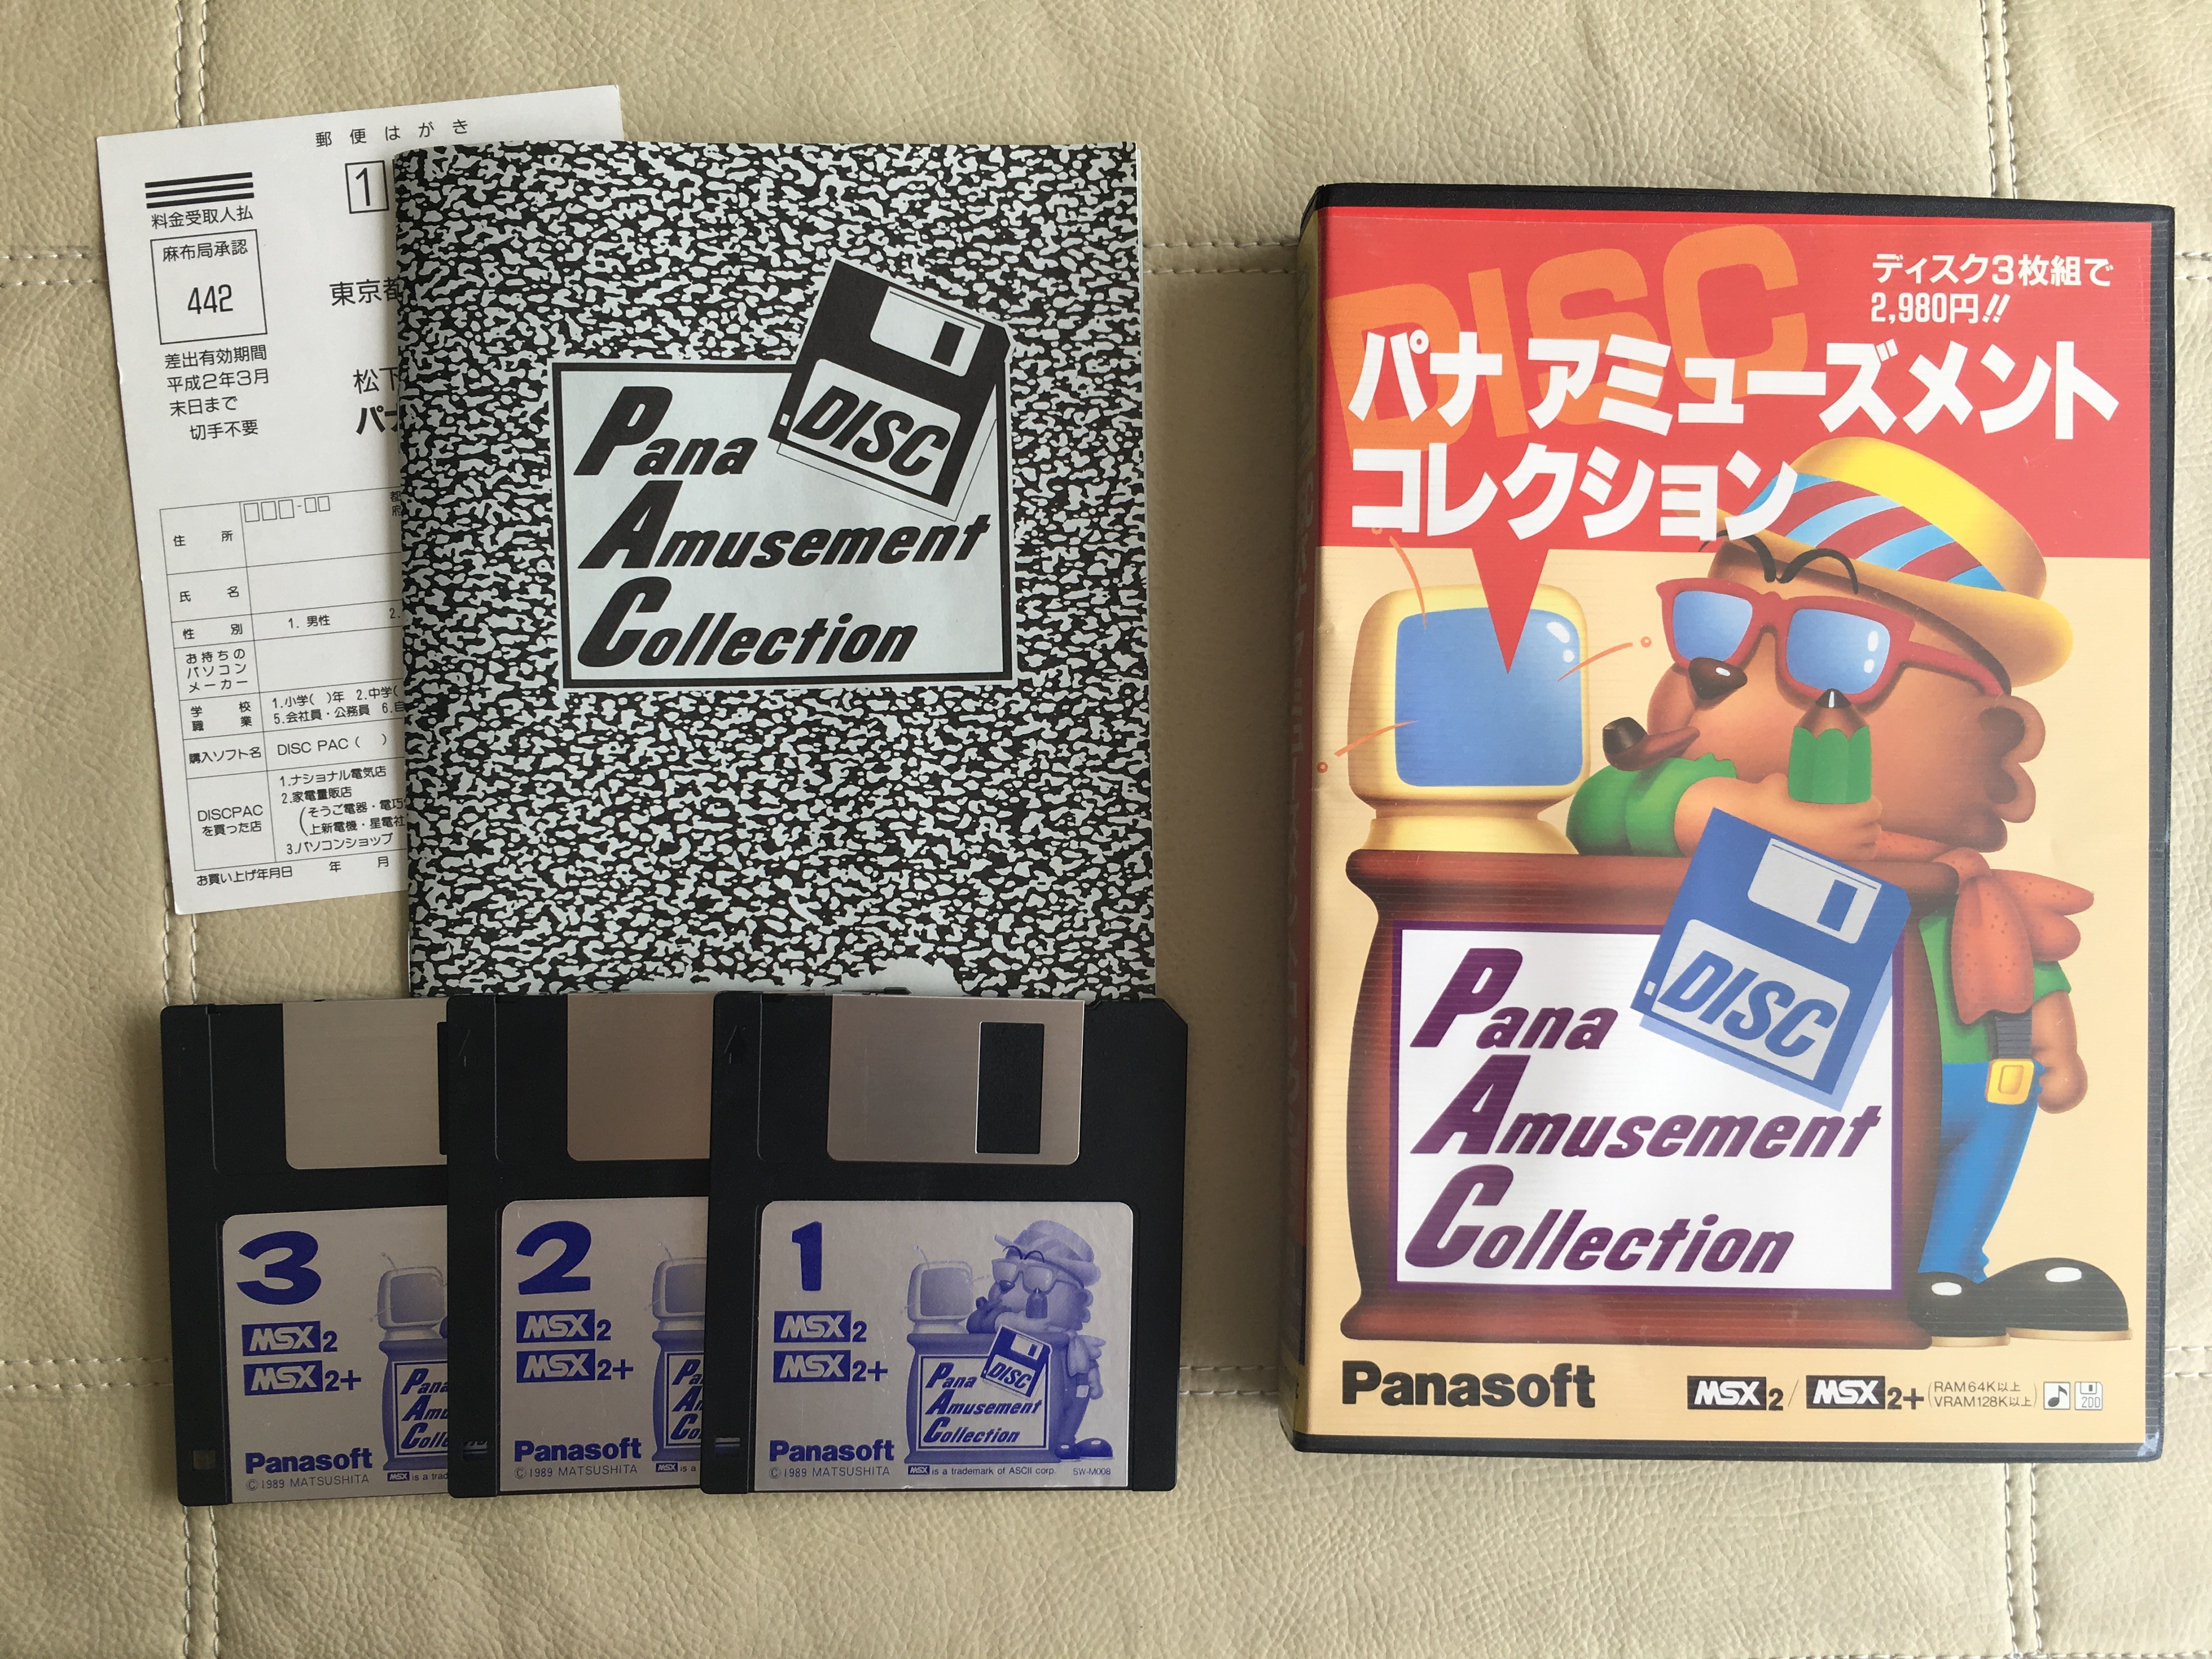 郵便はがき
料金受取人払
1
麻布局承認
442
東京都
差出有効期間
平成2年3月
末日まで
切手不要
松下
パナ
住所
氏名
性別
1. 男性 2.
お持ちの
パソコン
メーカー
学校
職業
1.小学( )年 2.中学(
5.会社員・公務員 6.自
購入ソフト名
DISC PAC ( )
DISCPAC
を買った店
1.ナショナル電気店
2.家電量販店
(そうご電器・電巧
上新電機・星電社
3.パソコンショップ
お買い上げ年月日 年 月
DISC
Pana
Amusement
Collection
3
MSX2
MSX2+
Pana
Panasoft
©1989 MATSUSHITA
MSX is a trad
2
MSX2
MSX2+
Panasoft
©1989 MATSUSHITA
MSX is a
1
MSX2
MSX2+
DISC
Pana
Amusement
Collection
Panasoft
©1989 MATSUSHITA
MSX is a trademark of ASCII corp. SW-M008
DISC
ディスク3枚組で
2,980円!!
パナ アミューズメント
コレクション
DISC
Pana
Amusement
Collection
Panasoft
MSX2 / MSX2+ (RAM64K以上
VRAM128K以上)
2DD